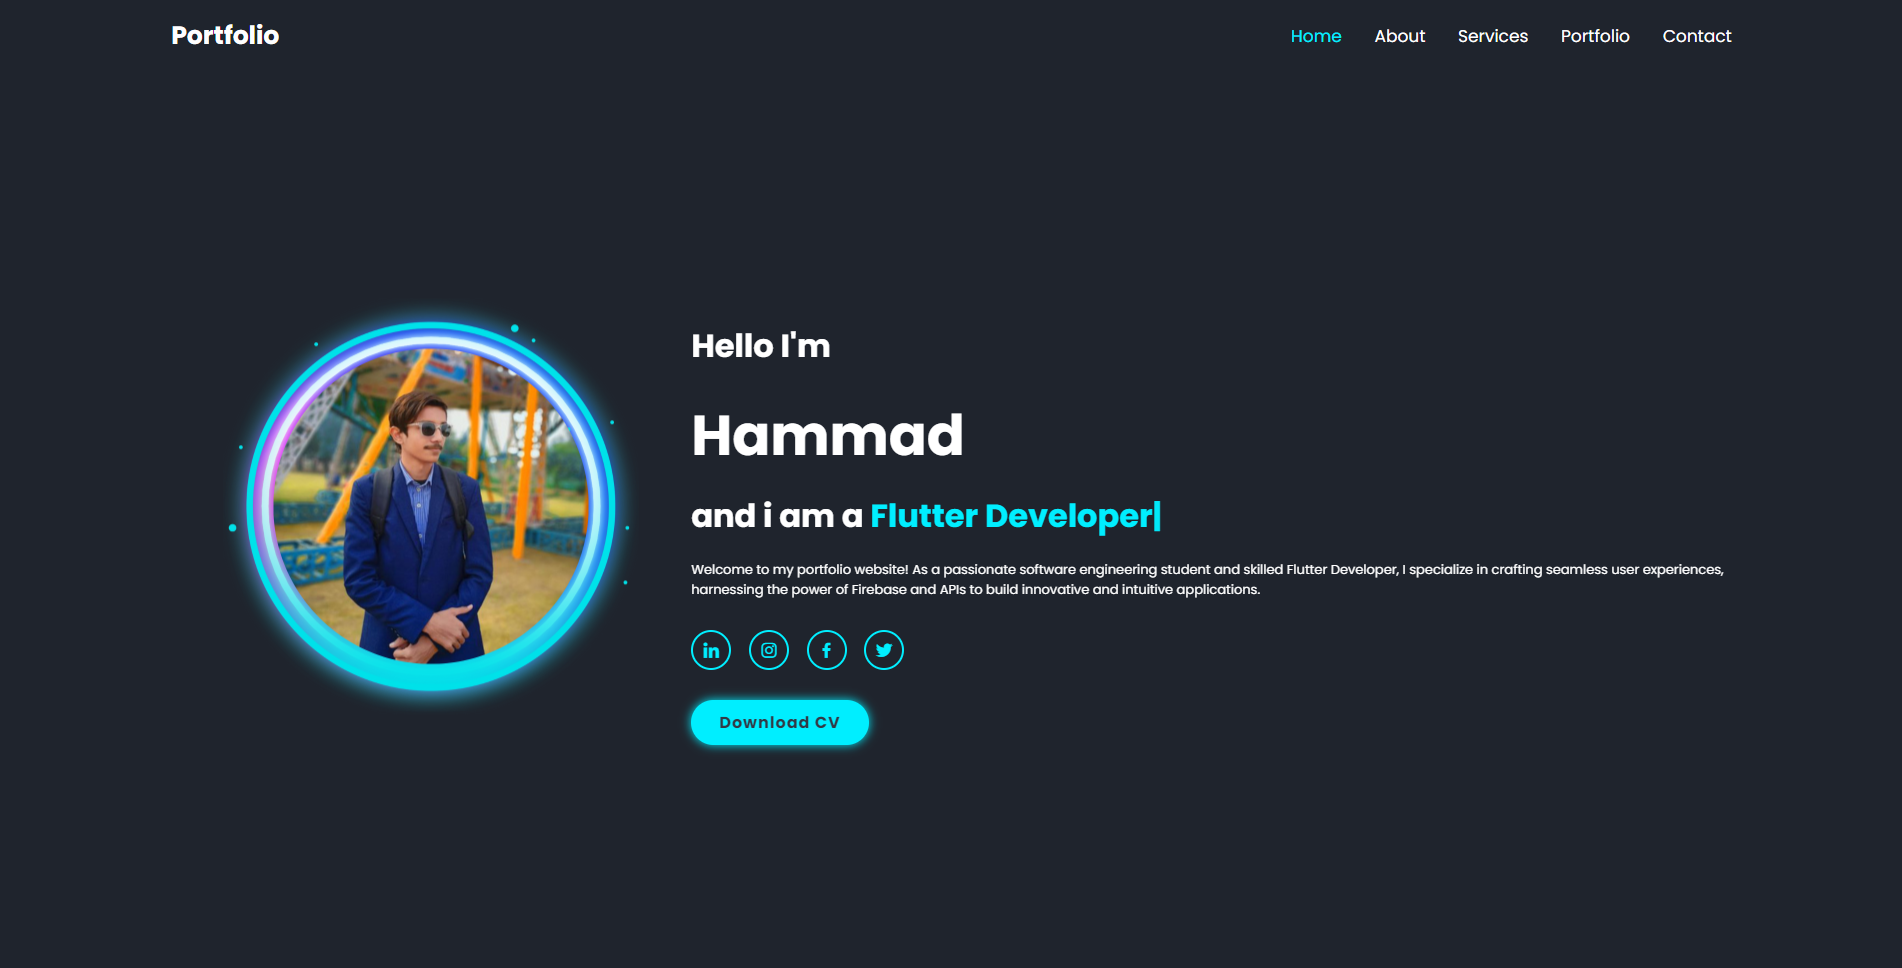 Portfolio
Home About Services Portfolio Contact
Hello I'm
Hammad
and i am a Flutter Developer|
Welcome to my portfolio website! As a passionate software engineering student and skilled Flutter Developer, I specialize in crafting seamless user experiences,
harnessing the power of Firebase and APIs to build innovative and intuitive applications.
Download CV